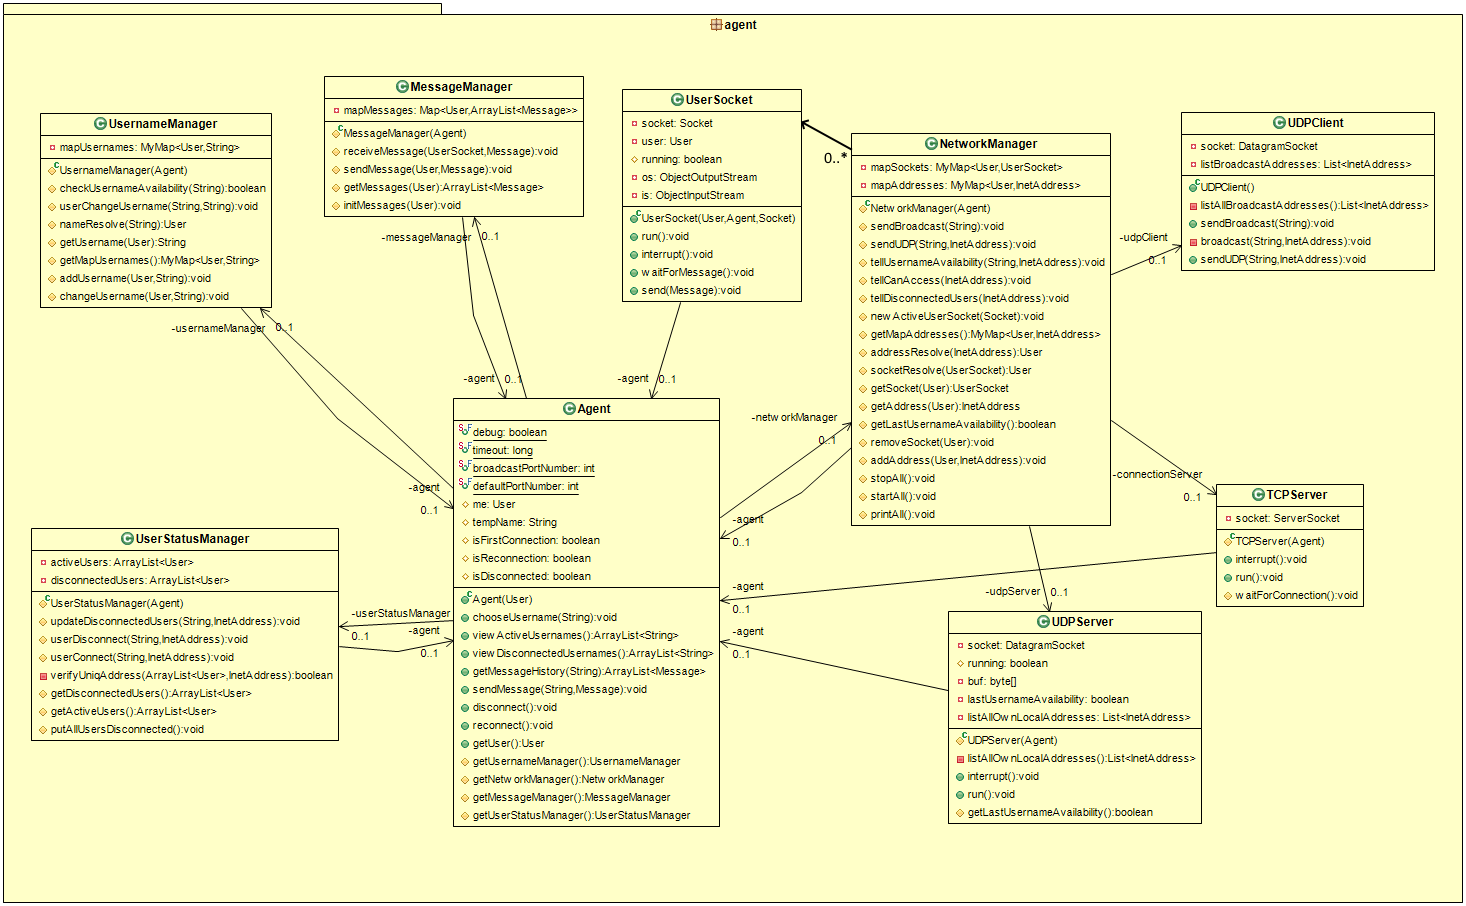 agent
MessageManager
mapMessages: Map<User,ArrayList<Message>>
MessageManager(Agent)
receiveMessage(UserSocket,Message):void
sendMessage(User,Message):void
getMessages(User):ArrayList<Message>
initMessages(User):void
UsernameManager
mapUsernames: MyMap<User,String>
UsernameManager(Agent)
checkUsernameAvailability(String):boolean
userChangeUsername(String,String):void
nameResolve(String):User
getUsername(User):String
getMapUsernames():MyMap<User,String>
addUsername(User,String):void
changeUsername(User,String):void
UserSocket
socket: Socket
user: User
running: boolean
os: ObjectOutputStream
is: ObjectInputStream
UserSocket(User,Agent,Socket)
run():void
interrupt():void
waitForMessage():void
send(Message):void
0..*
NetworkManager
mapSockets: MyMap<User,UserSocket>
mapAddresses: MyMap<User,InetAddress>
NetworkManager(Agent)
sendBroadcast(String):void
sendUDP(String,InetAddress):void
tellUsernameAvailability(String,InetAddress):void
tellCanAccess(InetAddress):void
tellDisconnectedUsers(InetAddress):void
newActiveUserSocket(Socket):void
getMapAddresses():MyMap<User,InetAddress>
addressResolve(InetAddress):User
socketResolve(UserSocket):User
getSocket(User):UserSocket
getAddress(User):InetAddress
getLastUsernameAvailability():boolean
removeSocket(User):void
addAddress(User,InetAddress):void
stopAll():void
startAll():void
printAll():void
UDPClient
socket: DatagramSocket
listBroadcastAddresses: List<InetAddress>
UDPClient()
listAllBroadcastAddresses():List<InetAddress>
sendBroadcast(String):void
broadcast(String,InetAddress):void
sendUDP(String,InetAddress):void
-udpClient
0..1
-messageManager
0..1
-usernameManager
0..1
-agent
0..1
-agent
0..1
-agent
0..1
Agent
debug: boolean
timeout: long
broadcastPortNumber: int
defaultPortNumber: int
me: User
tempName: String
isFirstConnection: boolean
isReconnection: boolean
isDisconnected: boolean
Agent(User)
chooseUsername(String):void
viewActiveUsernames():ArrayList<String>
viewDisconnectedUsernames():ArrayList<String>
getMessageHistory(String):ArrayList<Message>
sendMessage(String,Message):void
disconnect():void
reconnect():void
getUser():User
getUsernameManager():UsernameManager
getNetworkManager():NetworkManager
getMessageManager():MessageManager
getUserStatusManager():UserStatusManager
-networkManager
0..1
-agent
0..1
-connectionServer
0..1
TCPServer
socket: ServerSocket
TCPServer(Agent)
interrupt():void
run():void
waitForConnection():void
-agent
0..1
-udpServer
0..1
-agent
0..1
UDPServer
socket: DatagramSocket
running: boolean
buf: byte[]
lastUsernameAvailability: boolean
listAllOwnLocalAddresses: List<InetAddress>
UDPServer(Agent)
listAllOwnLocalAddresses():List<InetAddress>
interrupt():void
run():void
getLastUsernameAvailability():boolean
UserStatusManager
activeUsers: ArrayList<User>
disconnectedUsers: ArrayList<User>
UserStatusManager(Agent)
updateDisconnectedUsers(String,InetAddress):void
userDisconnect(String,InetAddress):void
userConnect(String,InetAddress):void
verifyUniqAddress(ArrayList<User>,InetAddress):boolean
getDisconnectedUsers():ArrayList<User>
getActiveUsers():ArrayList<User>
putAllUsersDisconnected():void
-userStatusManager
0..1
-agent
0..1